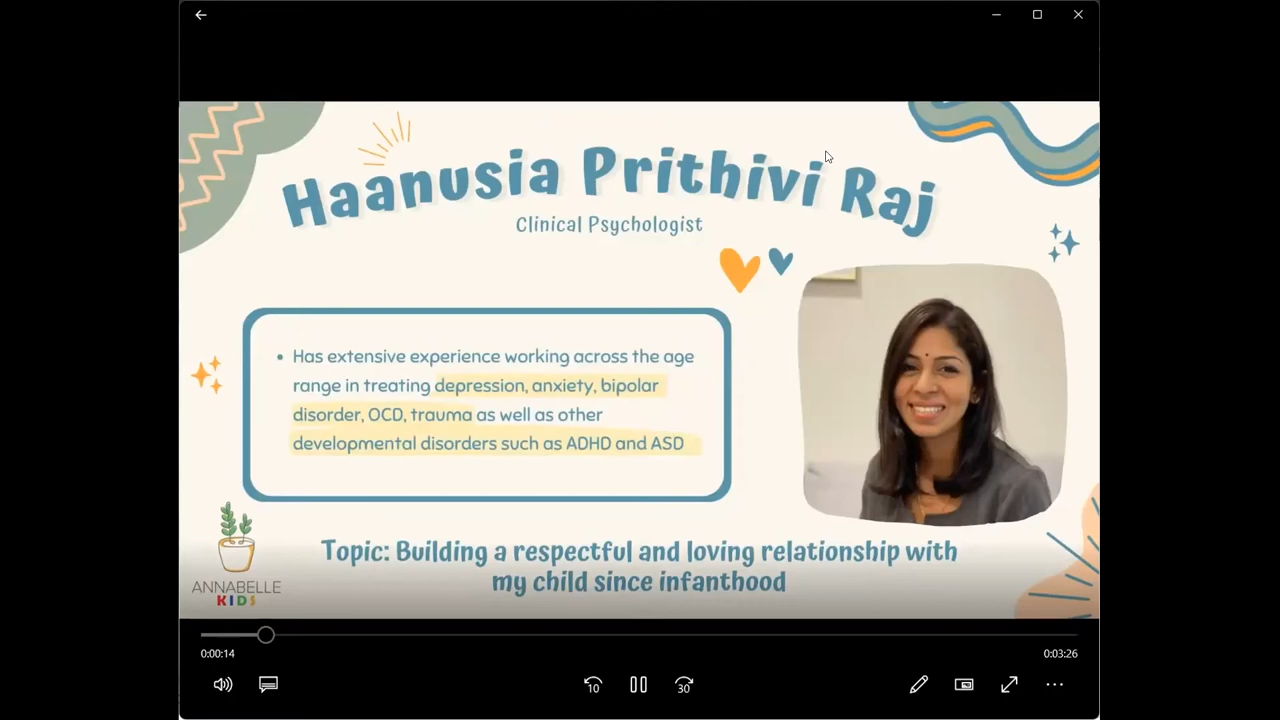 Haanusia Prithivi Raj
Clinical Psychologist
• Has extensive experience working across the age
range in treating depression, anxiety, bipolar
disorder, OCD, trauma as well as other
developmental disorders such as ADHD and ASD
Topic: Building a respectful and loving relationship with
my child since infanthood
ANNABELLE
KIDS
0:00:14
0:03:26
10
30